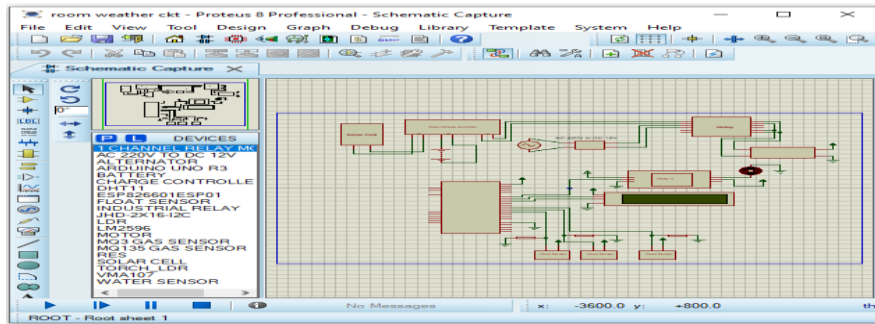 room weather ckt - Proteus 8 Professional - Schematic Capture
File Edit View Tool Design Graph Debug Library Template System Help
Schematic Capture
0°
P L DEVICES
1 CHANNEL RELAY MO
AC 220V TO DC 12V
ALTERNATOR
ARDUINO UNO R3
BATTERY
CHARGE CONTROLLE
DHT11
ESP826601ESP01
FLOAT SENSOR
INDUSTRIAL RELAY
JHD-2X16-I2C
LDR
LM2596
MOTOR
MQ3 GAS SENSOR
MQ135 GAS SENSOR
RES
SOLAR CELL
TORCH_LDR
VMA107
WATER SENSOR
No Messages x: -3600.0 y: +800.0 th
ROOT - Root sheet 1